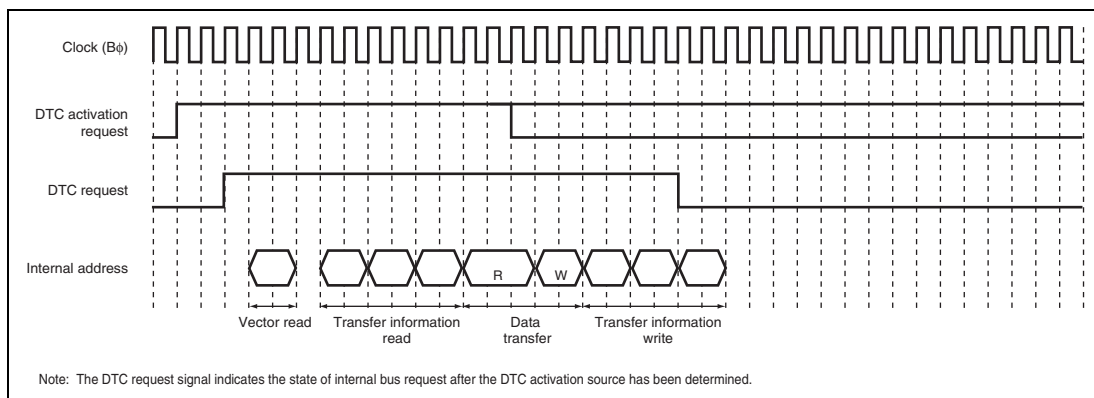 Clock (Bϕ)
DTC activation
request
DTC request
Internal address
R
W
Vector read
Transfer information
read
Data
transfer
Transfer information
write
Note: The DTC request signal indicates the state of internal bus request after the DTC activation source has been determined.